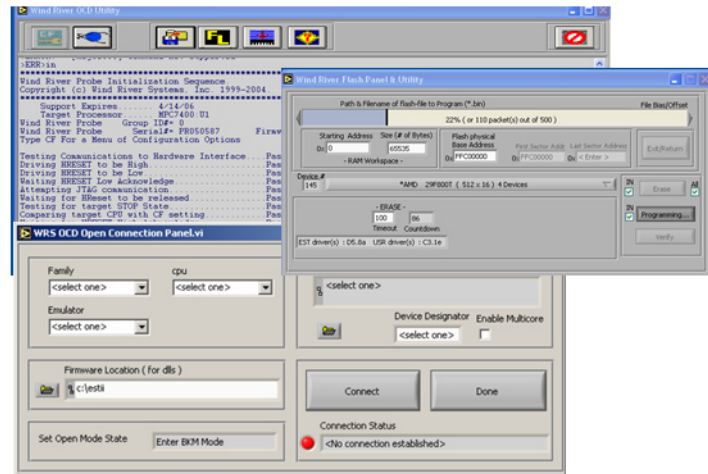 Wind River OCD Utility
>ERR>in
Wind River Probe Initialization Sequence
Copyright (c) Wind River Systems, Inc. 1999-2004.
Support Expires....... 4/14/06
Target Processor...... MPC7400:U1
Wind River Probe Group ID#= 0
Wind River Probe Serial#= PR050587 Firmw
Type CF For a Menu of Configuration Options
Testing Communications to Hardware Interface....Pas
Driving HRESET to be High.....Pas
Driving HRESET to be Low.....Pas
HRESET Low Acknowledge.....Pas
Attempting JTAG communication.....Pas
Waiting for HReset to be released.....Pas
Testing for target STOP State.....Pas
Comparing target CPU with CF setting.....Pas
Wind River Flash Panel & Utility
Path & Filename of flash-file to Program (*.bin)
File Bias/Offset
22% ( or 110 packet(s) out of 500 )
Starting Address
Size (# of Bytes)
Flash physical
Base Address
First Sector Addr
Last Sector Address
0x 0
65535
0x FFC00000
0x FFC00000
0x < Enter >
- RAM Workspace -
Exit/Return
Device #
145
*AMD 29F800T ( 512 x 16 ) 4 Devices
IN
Erase
All
- ERASE -
100
86
Timeout
Countdown
IN
Programming...
Verify
EST driver(s) : D5.8a USR driver(s) : C3.1e
WRS OCD Open Connection Panel.vi
Family
cpu
<select one>
<select one>
Emulator
<select one>
<select one>
Device Designator
Enable Multicore
<select one>
Firmware Location ( for dlls )
c:\estii
Connect
Done
Set Open Mode State
Enter BKM Mode
Connection Status
<No connection established>